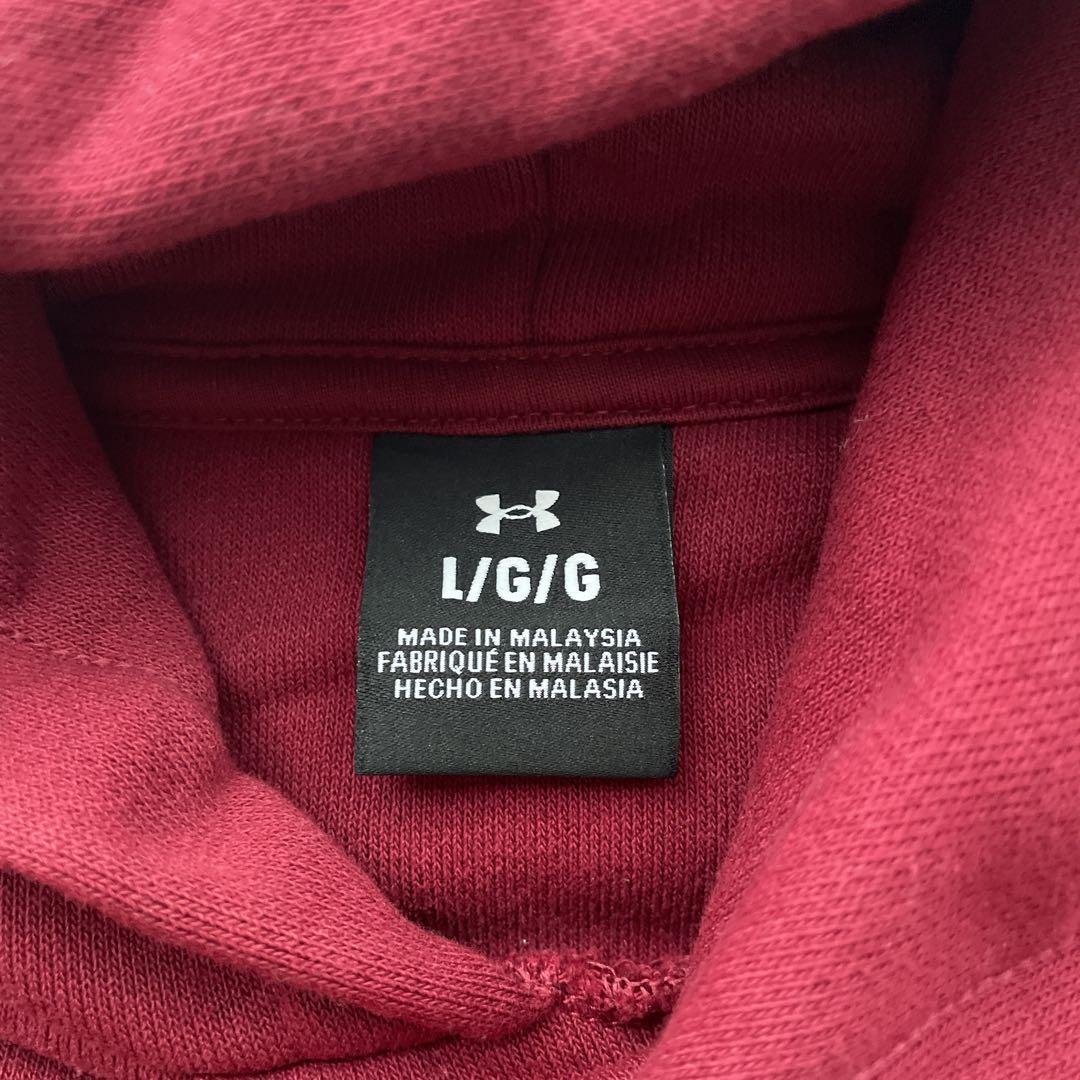 L/G/G
MADE IN MALAYSIA
FABRIQUÉ EN MALAISIE
HECHO EN MALASIA